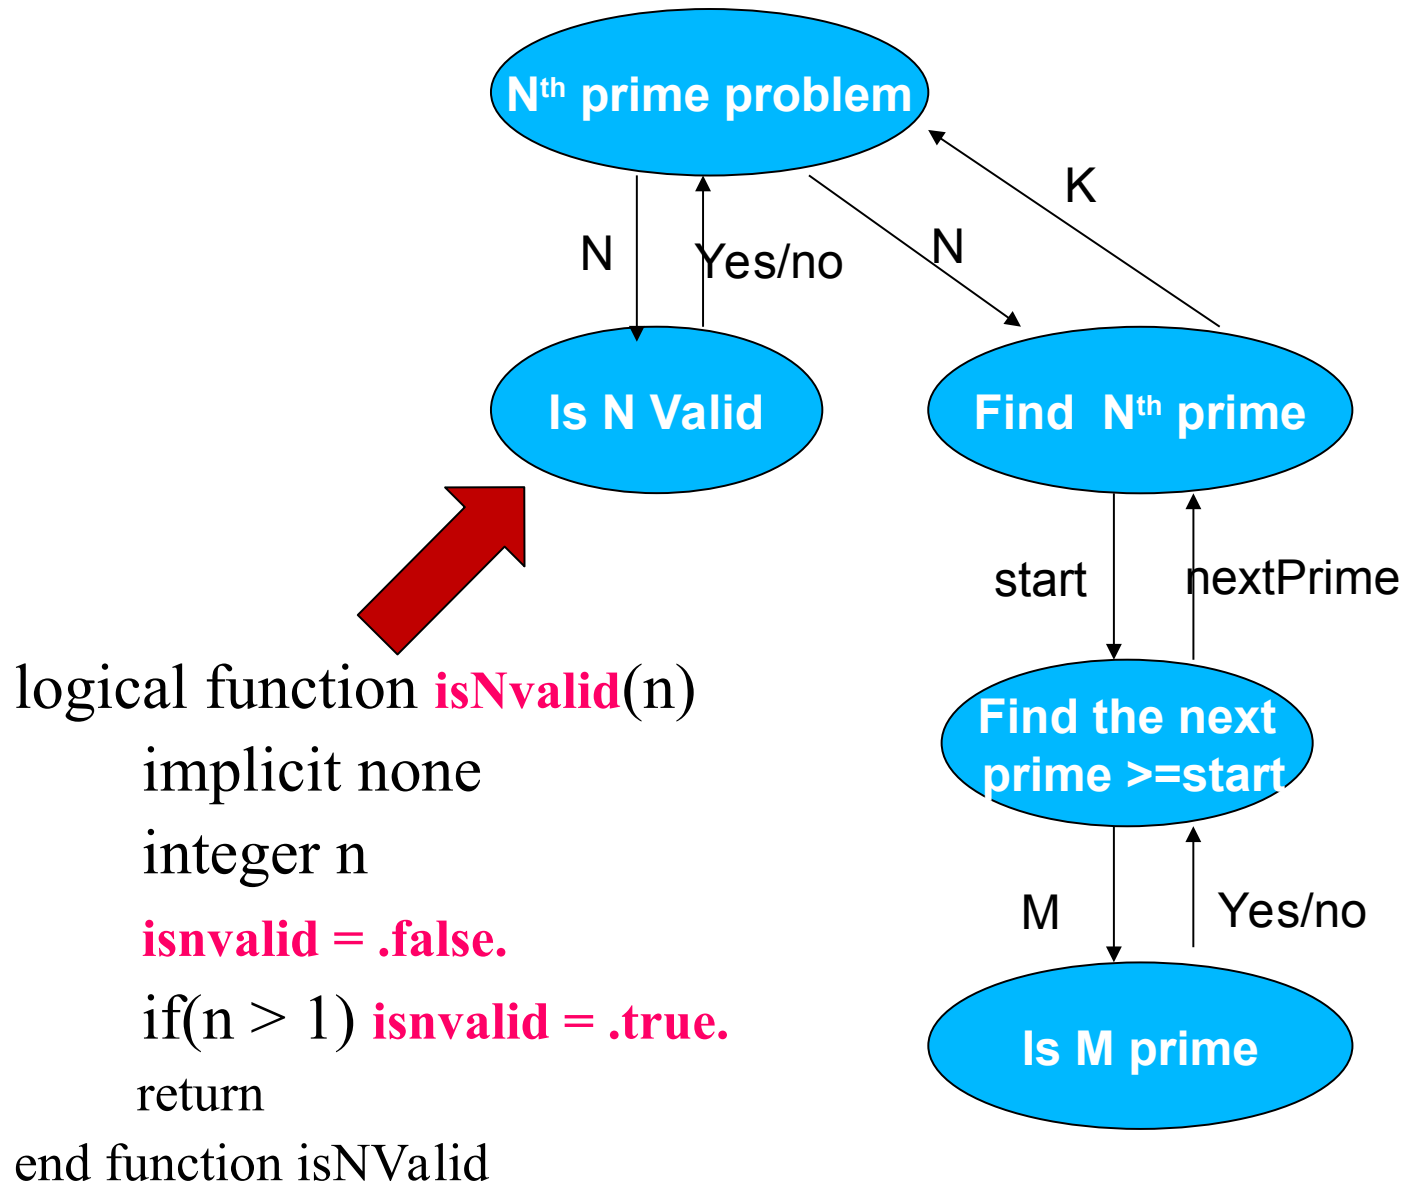 Nth prime problem
K
N
Yes/no
N
Is N Valid
Find Nth prime
start
nextPrime
logical function isNvalid(n)
implicit none
integer n
isnvalid = .false.
if(n > 1) isnvalid = .true.
return
end function isNValid
Find the next
prime >=start
M
Yes/no
Is M prime